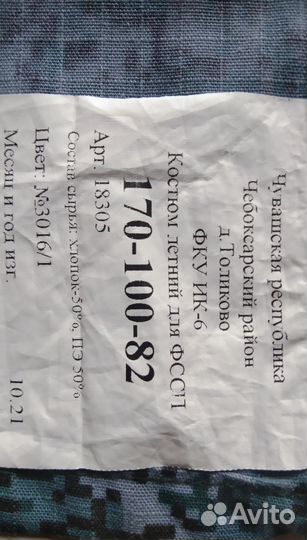 Чувашская республика
Чебоксарский район
д. Толиково
ФКУ ИК-6
Костюм летний для ФССП
170-100-82
Арт. 18305
Состав сырья: хлопок-50%, ПЭ 50%
Цвет: №3016/1
Месяц и год изг. 10.21
Avito